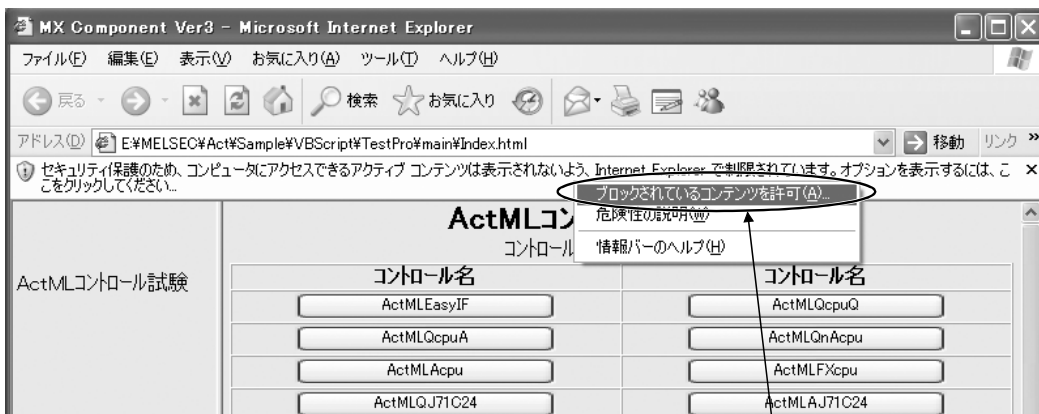 MX Component Ver3 - Microsoft Internet Explorer
ファイル(F) 編集(E) 表示(V) お気に入り(A) ツール(T) ヘルプ(H)
戻る 検索 お気に入り
アドレス(D) E:¥MELSEC¥Act¥Sample¥VBScript¥TestPro¥main¥Index.html 移動 リンク »
セキュリティ保護のため、コンピュータにアクセスできるアクティブ コンテンツは表示されないよう、Internet Explorer で制限されています。オプションを表示するには、こ
こをクリックしてください...
ブロックされているコンテンツを許可(A)...
危険性の説明(W)
情報バーのヘルプ(H)
ActMLコン
コントロール
ActMLコントロール試験
コントロール名 コントロール名
ActMLEasyIF ActMLQcpuQ
ActMLQcpuA ActMLQnAcpu
ActMLAcpu ActMLFXcpu
ActMLQJ71C24 ActMLAJ71C24